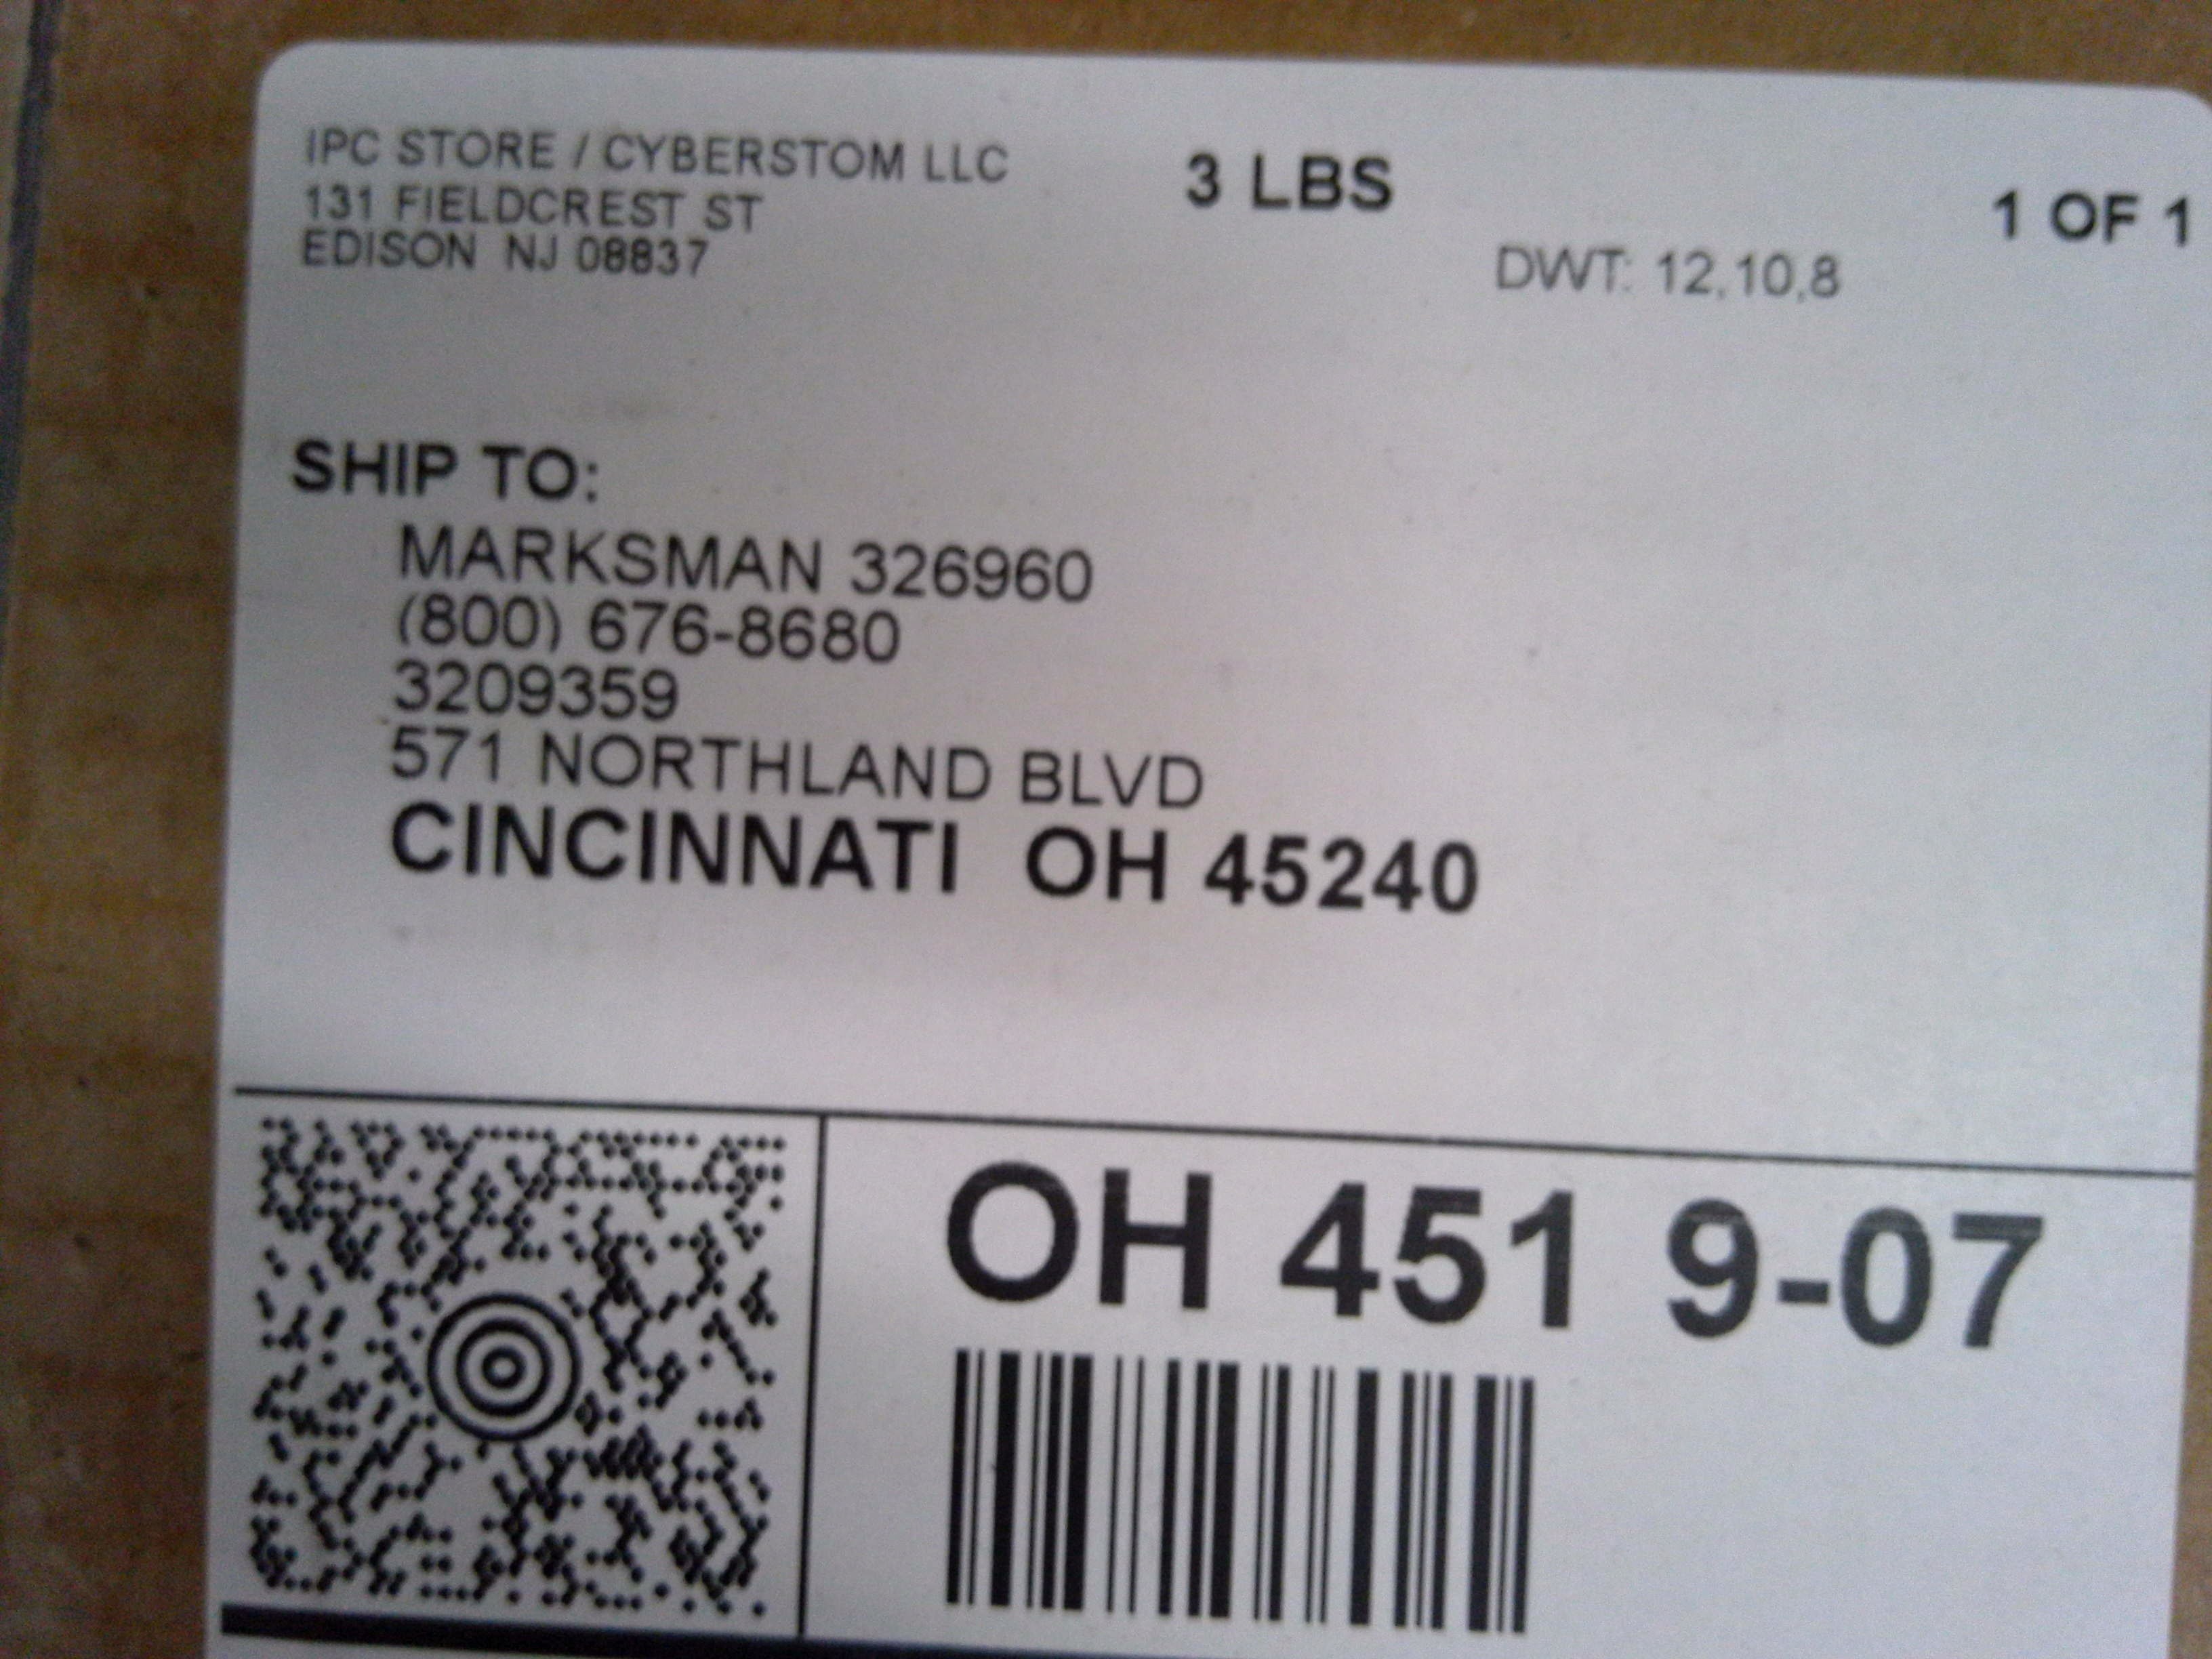 IPC STORE / CYBERSTOM LLC
131 FIELDCREST ST
EDISON NJ 08837
3 LBS
1 OF 1
DWT: 12,10,8
SHIP TO:
MARKSMAN 326960
(800) 676-8680
3209359
571 NORTHLAND BLVD
CINCINNATI OH 45240
OH 451 9-07